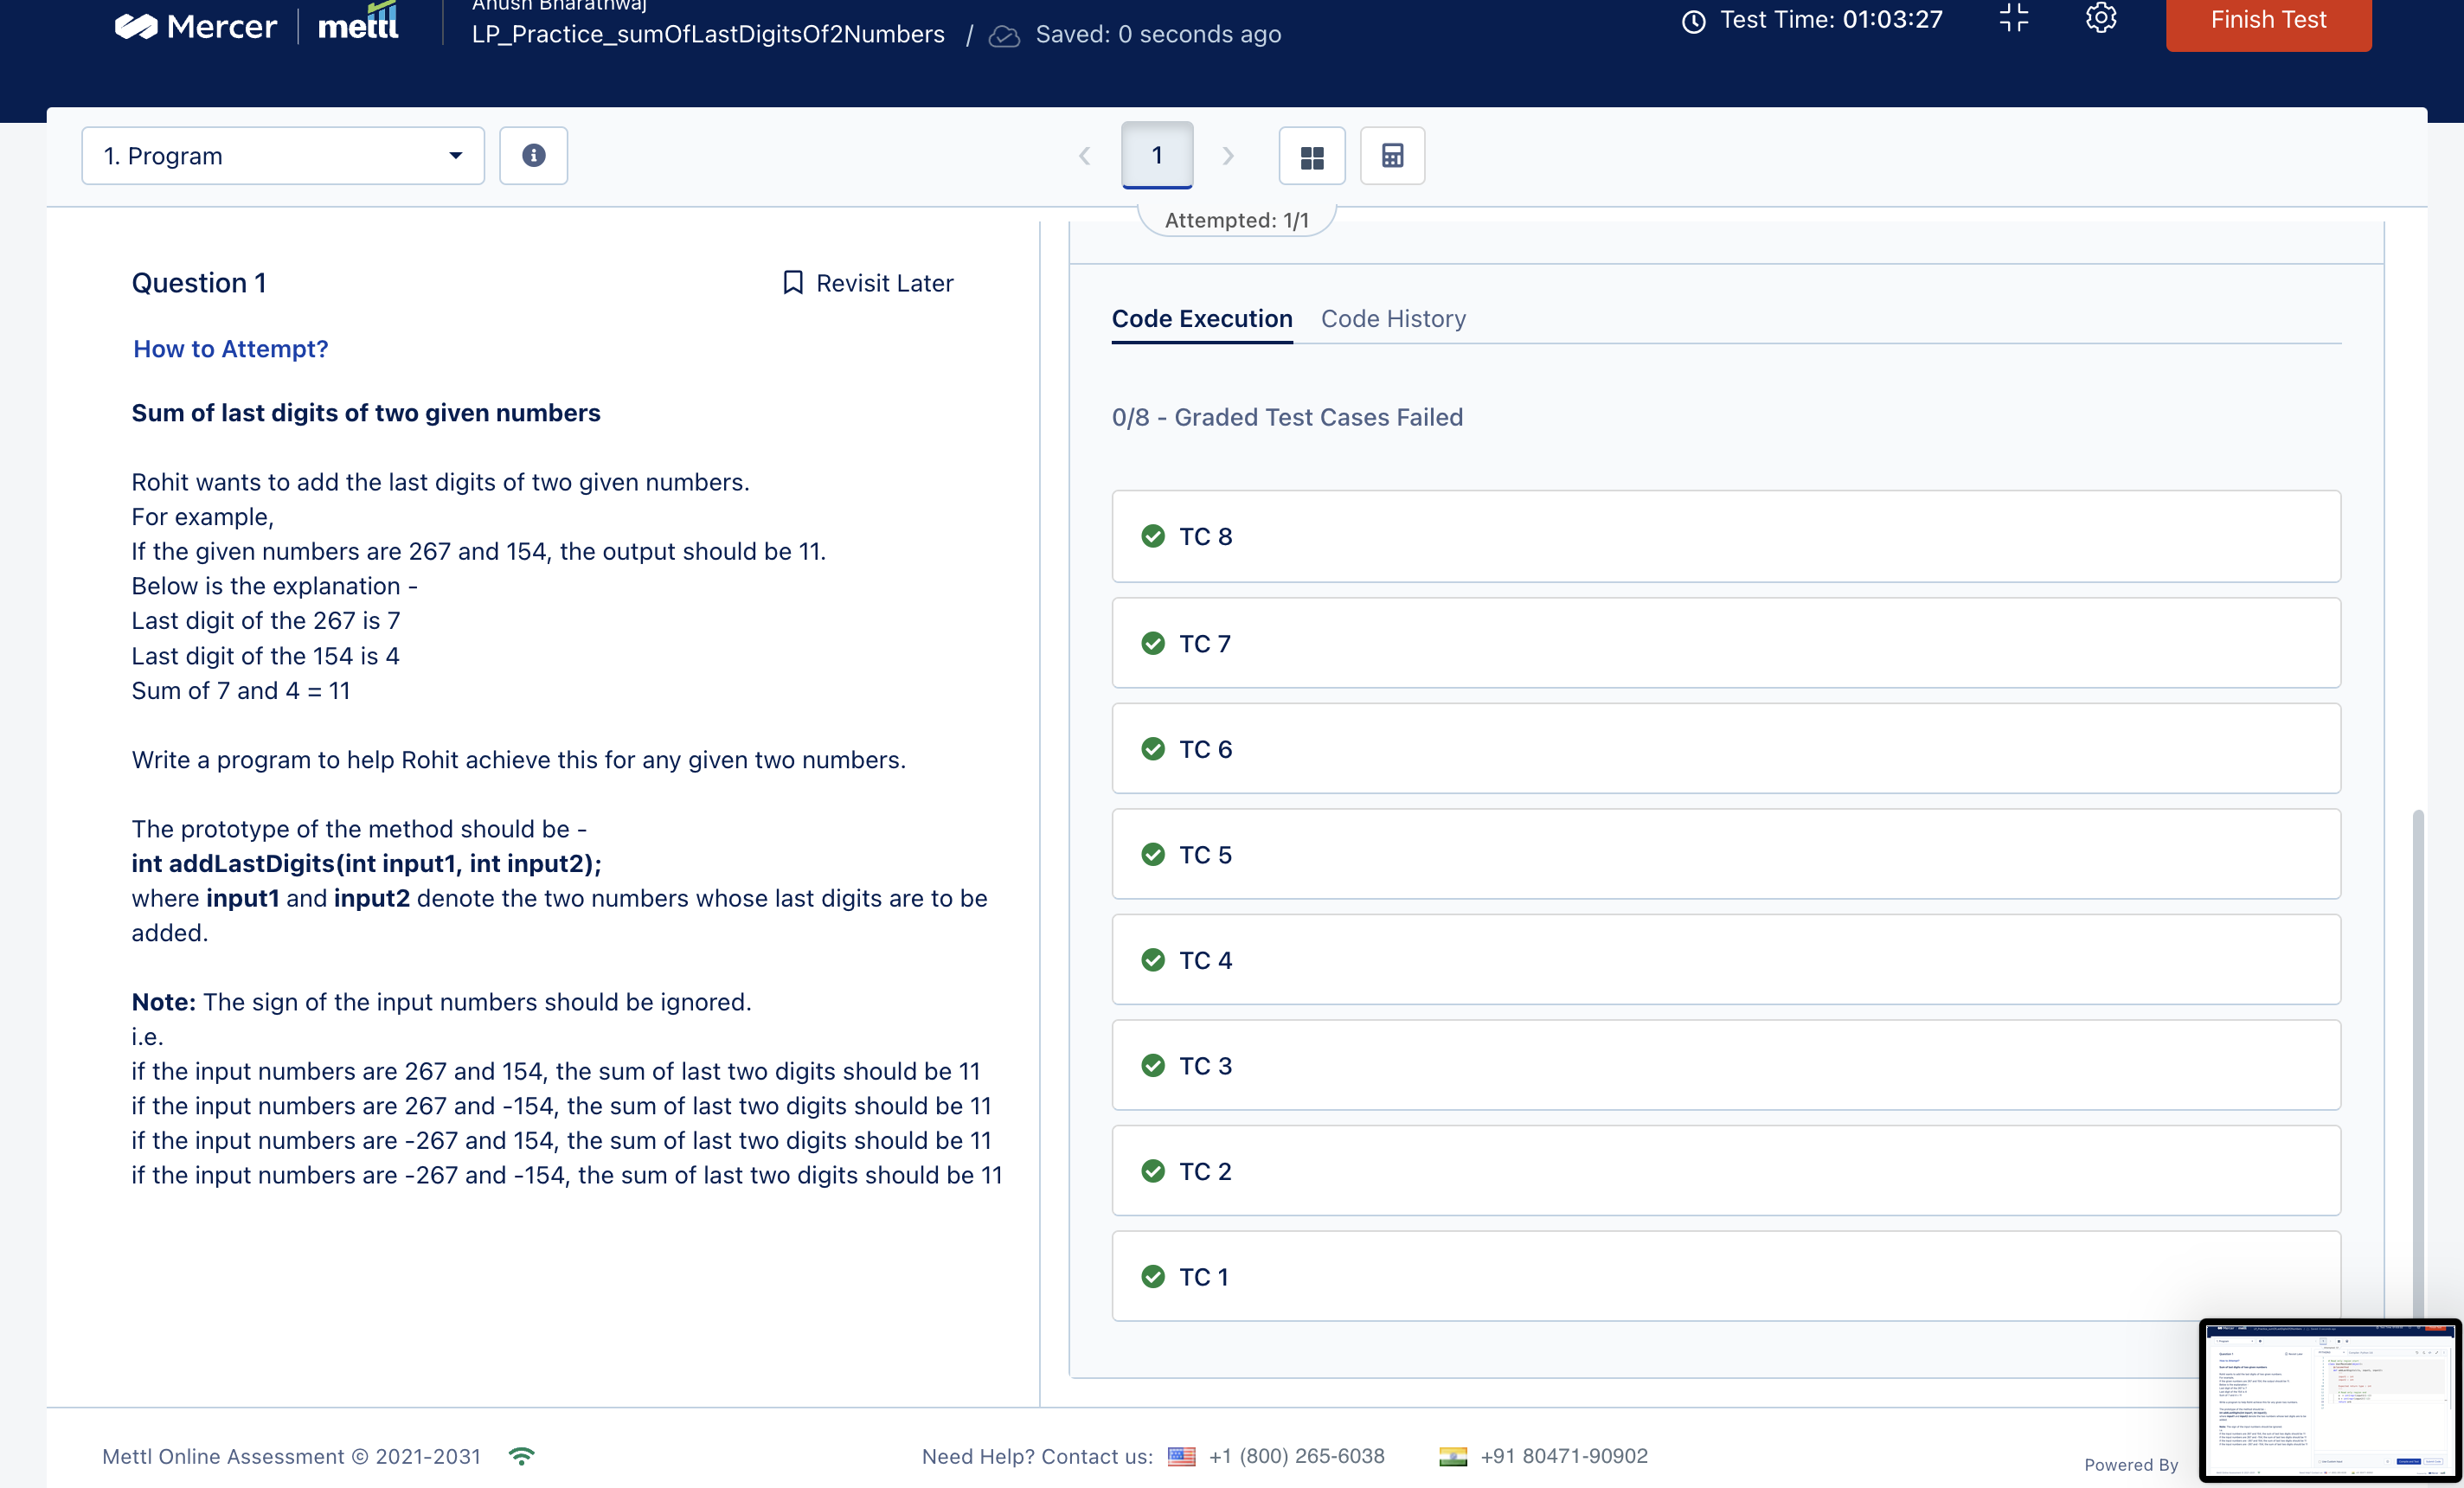 Mercer
mettl
Anush Bharathwaj
LP_Practice_sumOfLastDigitsOf2Numbers / Saved: 0 seconds ago
Test Time: 01:03:27
Finish Test
1. Program
1
Attempted: 1/1
Question 1
Revisit Later
How to Attempt?
Sum of last digits of two given numbers
Rohit wants to add the last digits of two given numbers.
For example,
If the given numbers are 267 and 154, the output should be 11.
Below is the explanation -
Last digit of the 267 is 7
Last digit of the 154 is 4
Sum of 7 and 4 = 11
Write a program to help Rohit achieve this for any given two numbers.
The prototype of the method should be -
int addLastDigits(int input1, int input2);
where input1 and input2 denote the two numbers whose last digits are to be
added.
Note: The sign of the input numbers should be ignored.
i.e.
if the input numbers are 267 and 154, the sum of last two digits should be 11
if the input numbers are 267 and -154, the sum of last two digits should be 11
if the input numbers are -267 and 154, the sum of last two digits should be 11
if the input numbers are -267 and -154, the sum of last two digits should be 11
Code Execution
Code History
0/8 - Graded Test Cases Failed
TC 8
TC 7
TC 6
TC 5
TC 4
TC 3
TC 2
TC 1
Mettl Online Assessment © 2021-2031
Need Help? Contact us: +1 (800) 265-6038 +91 80471-90902
Powered By